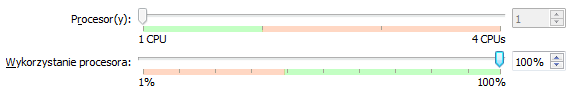 Procesor(y): 1
1 CPU 4 CPUs
Wykorzystanie procesora: 100%
1% 100%